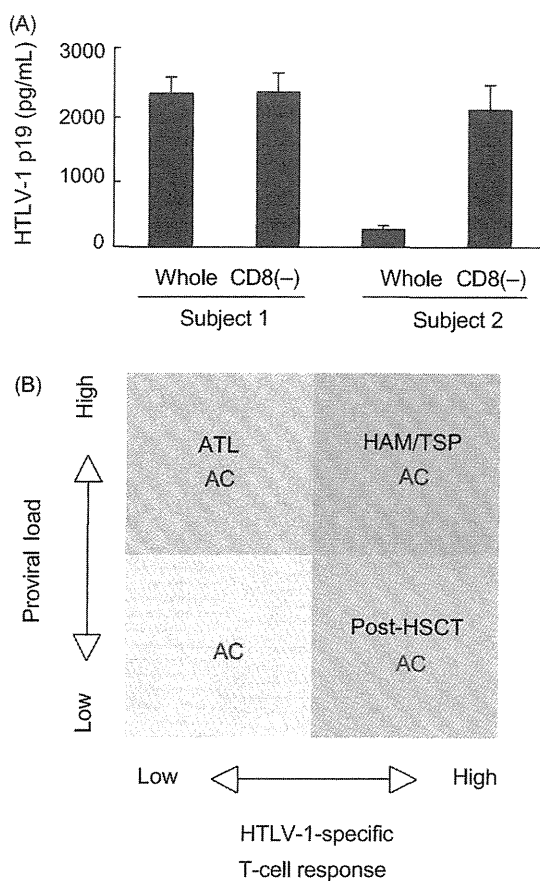 (A)
HTLV-1 p19 (pg/mL)
3000
2000
1000
0
Whole CD8(–) Whole CD8(–)
Subject 1 Subject 2
(B)
High
Proviral load
Low
ATL
AC
HAM/TSP
AC
AC
Post-HSCT
AC
Low High
HTLV-1-specific
T-cell response